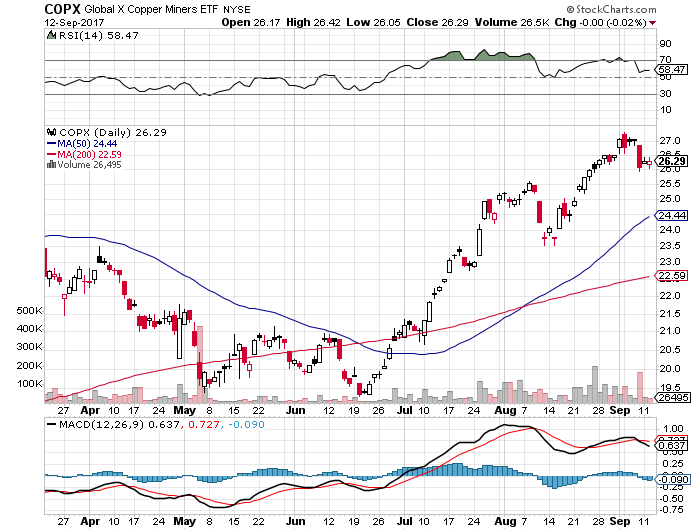 COPX Global X Copper Miners ETF NYSE © StockCharts.com
12-Sep-2017 Open 26.17 High 26.42 Low 26.05 Close 26.29 Volume 26.5K Chg -0.00 (-0.02%)
RSI(14) 58.47
90
70
58.47
50
30
10
COPX (Daily) 26.29
MA(50) 24.44
MA(200) 22.59
Volume 26,495
27.0
26.5
26.29
26.0
25.5
25.0
24.5
24.44
24.0
23.5
23.0
22.59
22.5
22.0
21.5
21.0
20.5
20.0
19.5
500K
400K
300K
200K
100K
26495
27 Apr 10 17 24 May 8 15 22 Jun 12 19 26 Jul 10 17 24 Aug 7 14 21 28 Sep 11
MACD(12,26,9) 0.637, 0.727, -0.090
1.00
0.727
0.637
0.50
0.25
-0.090
-0.25
-0.50
-0.75
27 Apr 10 17 24 May 8 15 22 Jun 12 19 26 Jul 10 17 24 Aug 7 14 21 28 Sep 11